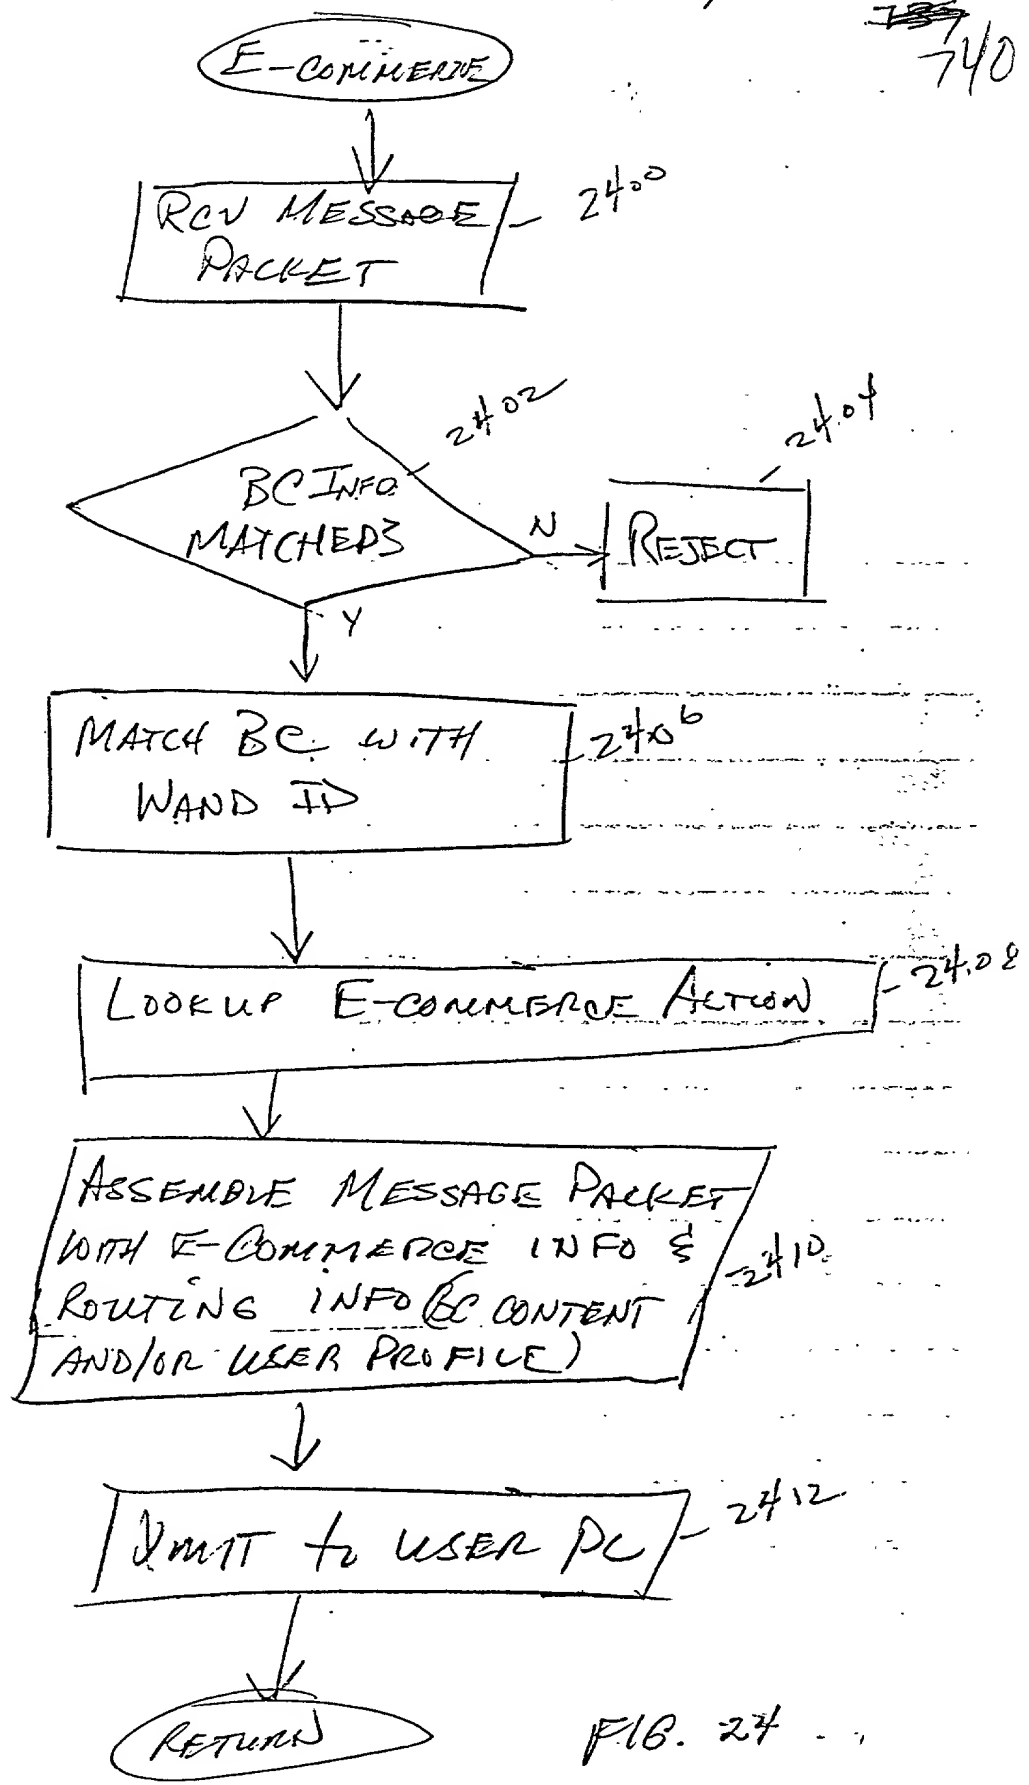 740
E-COMMERCE
RCV MESSAGE
PACKET
2400
2402
2404
BC INFO
MATCHED?
N
REJECT
Y
MATCH BC WITH
WAND ID
2406
LOOKUP E-COMMERCE ACTION
2408
ASSEMBLE MESSAGE PACKET
WITH E-COMMERCE INFO &
ROUTING INFO (BC CONTENT
AND/OR USER PROFILE)
2410
XMIT to USER PC
2412
RETURN
FIG. 24